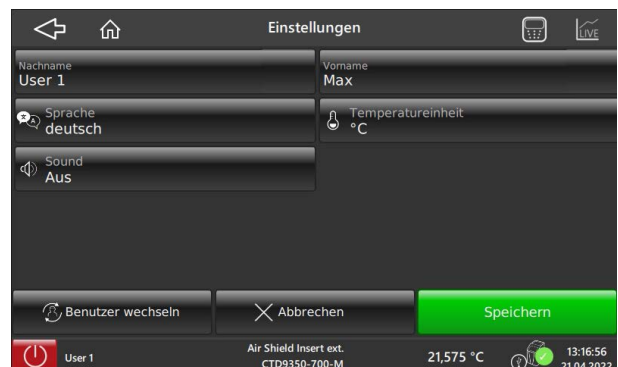 Einstellungen
LIVE
Nachname
User 1
Vorname
Max
Sprache
deutsch
Temperatureinheit
°C
Sound
Aus
Benutzer wechseln
Abbrechen
Speichern
User 1
Air Shield Insert ext.
CTD9350-700-M
21,575 °C
13:16:56
21.04.2022